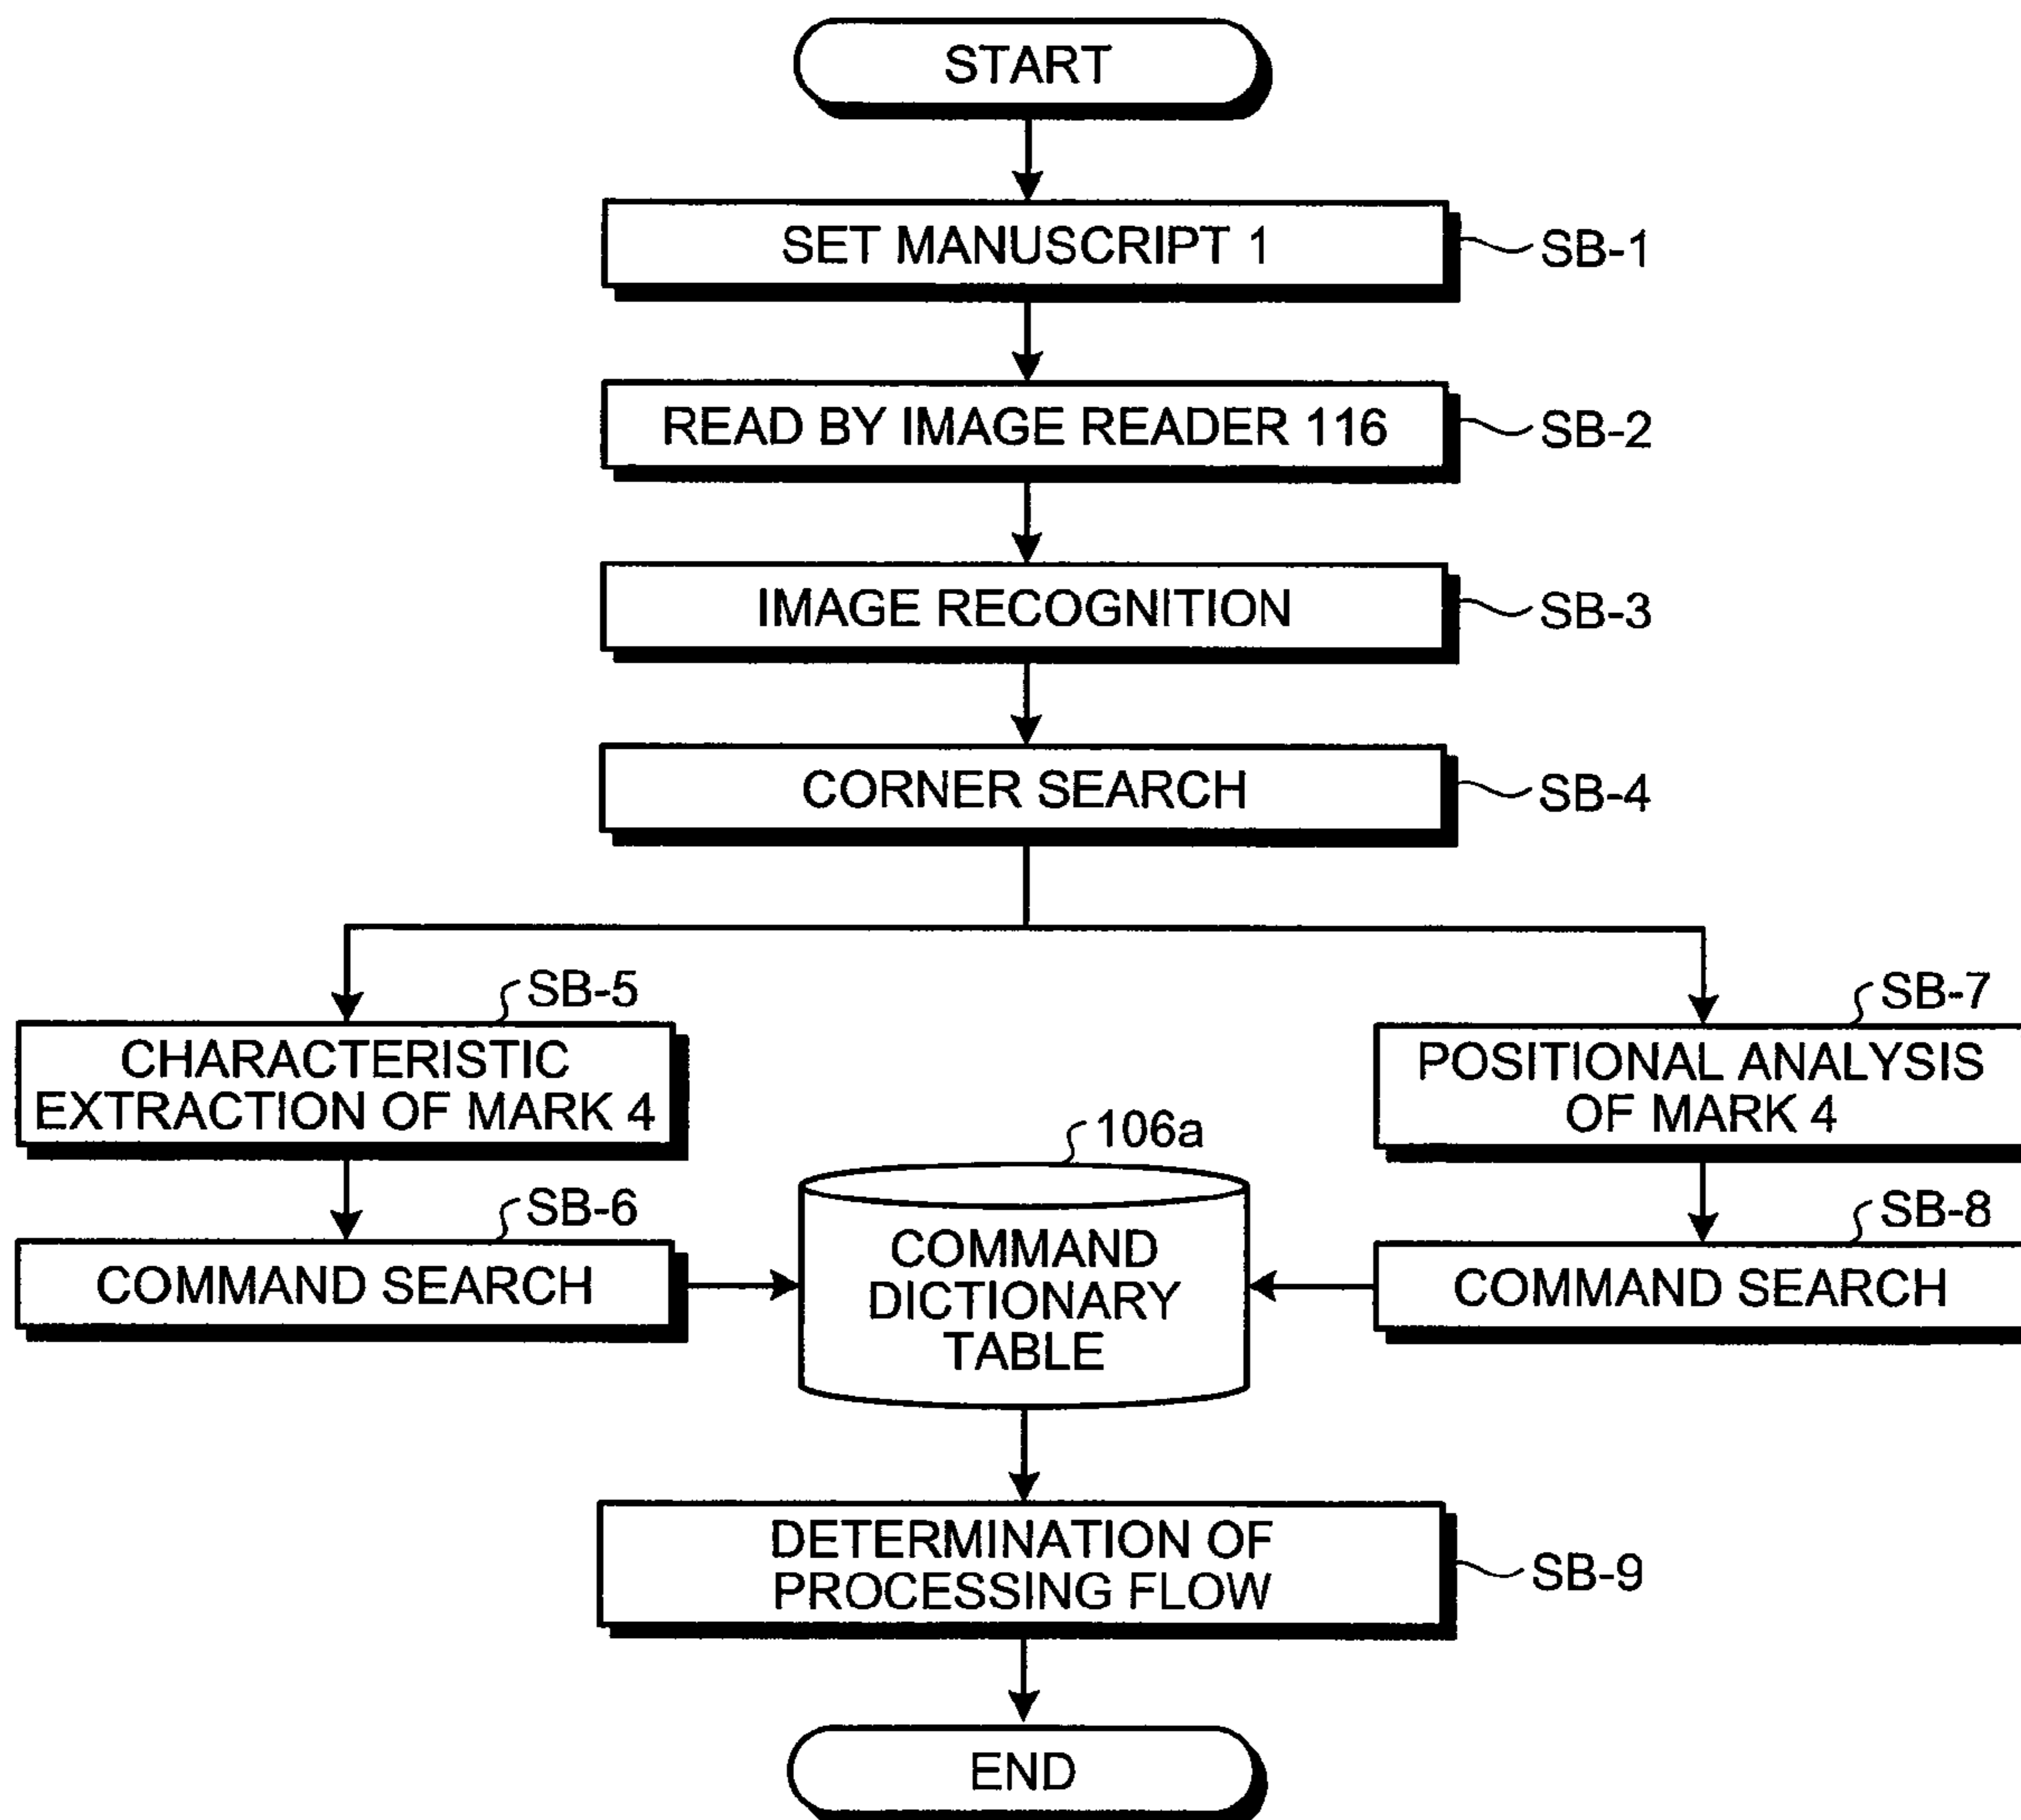 START
SET MANUSCRIPT 1
SB-1
READ BY IMAGE READER 116
SB-2
IMAGE RECOGNITION
SB-3
CORNER SEARCH
SB-4
SB-5
CHARACTERISTIC
EXTRACTION OF MARK 4
SB-6
COMMAND SEARCH
106a
COMMAND
DICTIONARY
TABLE
SB-7
POSITIONAL ANALYSIS
OF MARK 4
SB-8
COMMAND SEARCH
DETERMINATION OF
PROCESSING FLOW
SB-9
END